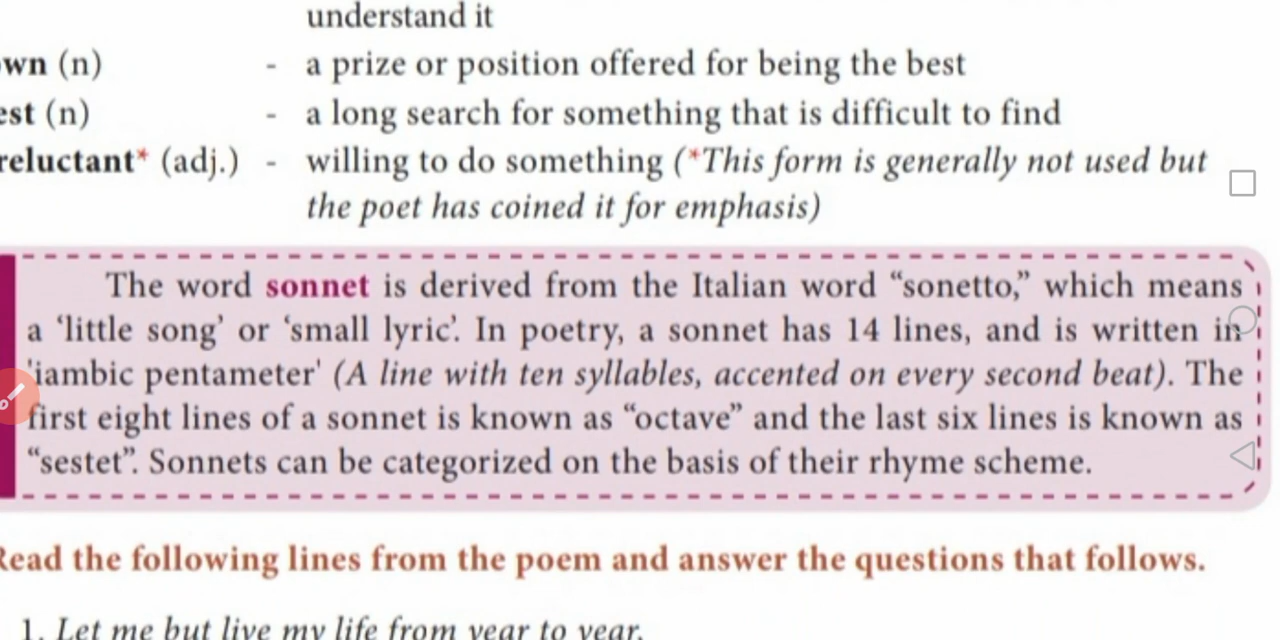 understand it
own (n) - a prize or position offered for being the best
est (n) - a long search for something that is difficult to find
reluctant* (adj.) - willing to do something (*This form is generally not used but
the poet has coined it for emphasis)
The word sonnet is derived from the Italian word “sonetto,” which means
a ‘little song’ or ‘small lyric’. In poetry, a sonnet has 14 lines, and is written in
'iambic pentameter' (A line with ten syllables, accented on every second beat). The
first eight lines of a sonnet is known as “octave” and the last six lines is known as
“sestet”. Sonnets can be categorized on the basis of their rhyme scheme.
Read the following lines from the poem and answer the questions that follows.
1. Let me but live my life from year to year,